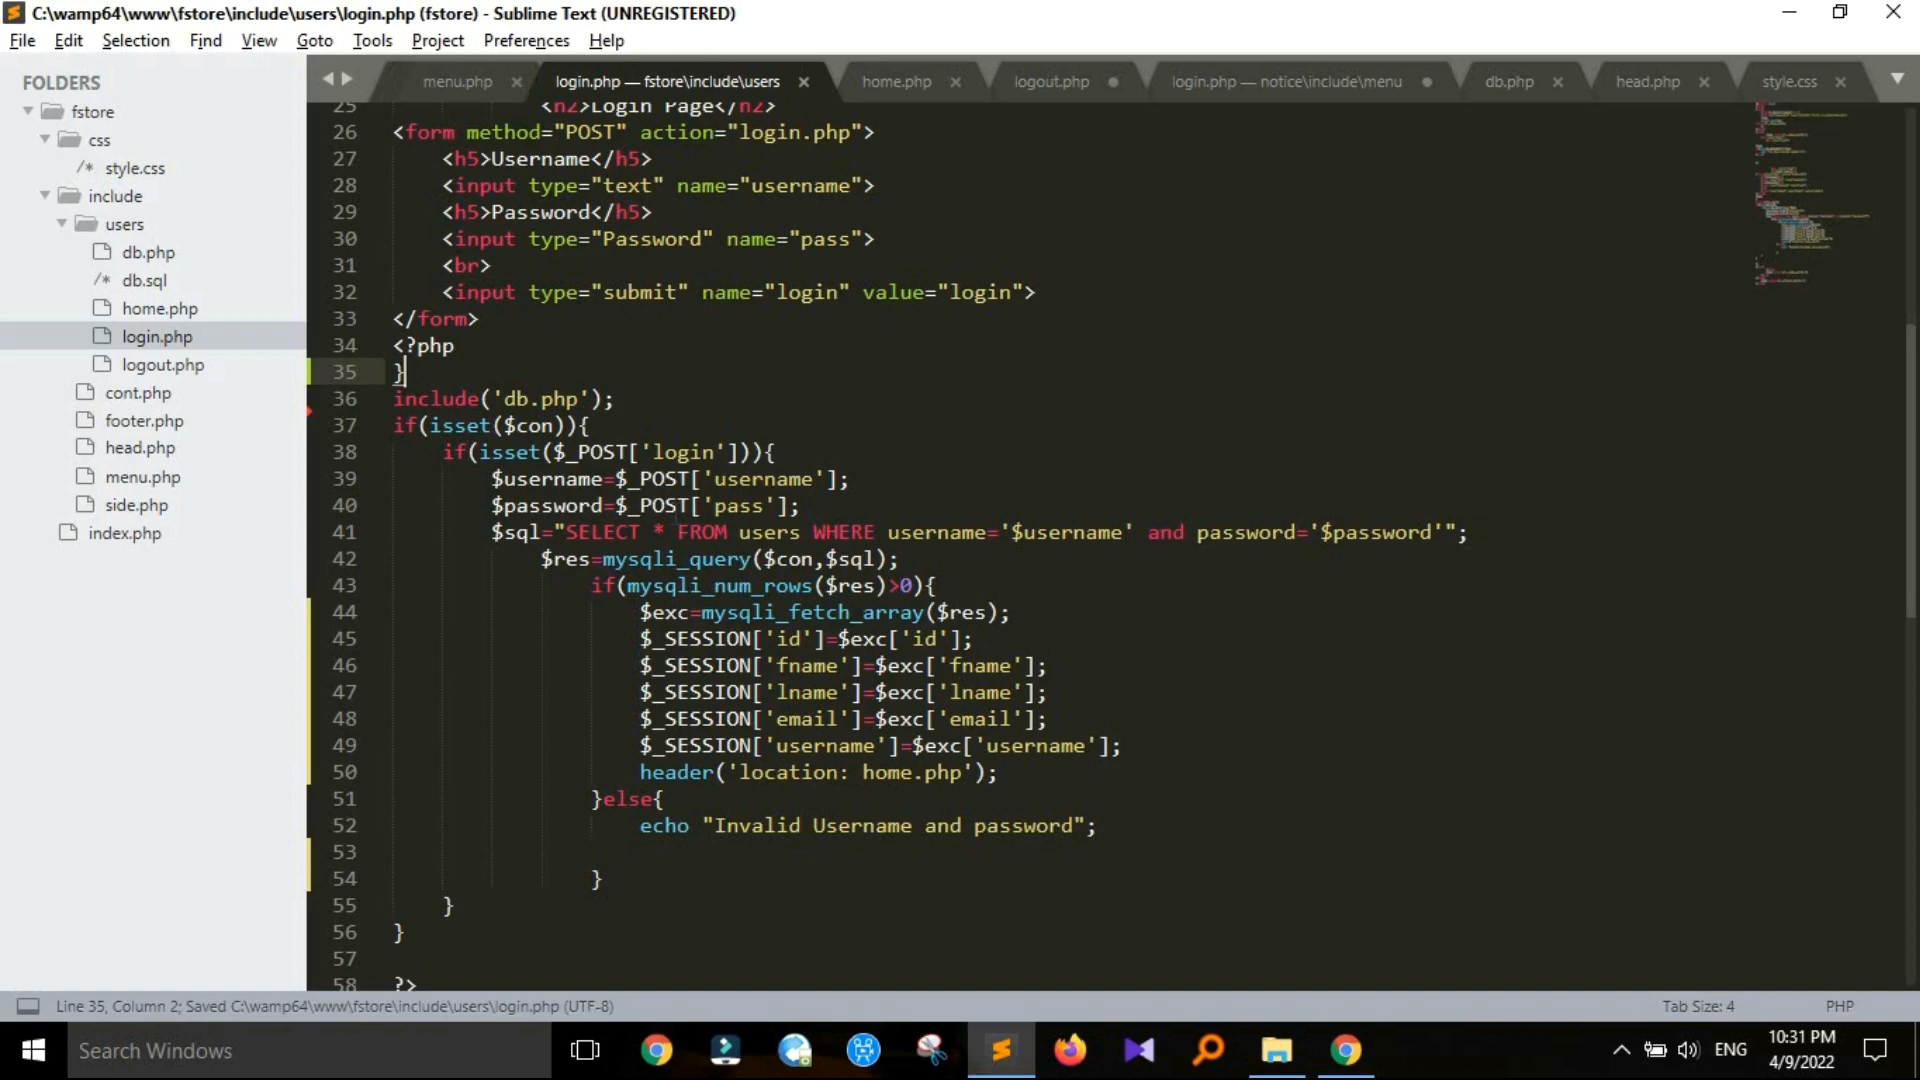 C:\wamp64\www\fstore\include\users\login.php (fstore) - Sublime Text (UNREGISTERED)
File Edit Selection Find View Goto Tools Project Preferences Help
FOLDERS
fstore
css
/* style.css
include
users
db.php
/* db.sql
home.php
login.php
logout.php
cont.php
footer.php
head.php
menu.php
side.php
index.php
menu.php
login.php — fstore\include\users
home.php
logout.php
login.php — notice\include\menu
db.php
head.php
style.css
25 <h2>Login Page</h2>
26 <form method="POST" action="login.php">
27 <h5>Username</h5>
28 <input type="text" name="username">
29 <h5>Password</h5>
30 <input type="Password" name="pass">
31 <br>
32 <input type="submit" name="login" value="login">
33 </form>
34 <?php
35 }
36 include('db.php');
37 if(isset($con)){
38 if(isset($_POST['login'])){
39 $username=$_POST['username'];
40 $password=$_POST['pass'];
41 $sql="SELECT * FROM users WHERE username='$username' and password='$password'";
42 $res=mysqli_query($con,$sql);
43 if(mysqli_num_rows($res)>0){
44 $exc=mysqli_fetch_array($res);
45 $_SESSION['id']=$exc['id'];
46 $_SESSION['fname']=$exc['fname'];
47 $_SESSION['lname']=$exc['lname'];
48 $_SESSION['email']=$exc['email'];
49 $_SESSION['username']=$exc['username'];
50 header('location: home.php');
51 }else{
52 echo "Invalid Username and password";
53
54 }
55 }
56 }
57
58 ?>
Line 35, Column 2; Saved C:\wamp64\www\fstore\include\users\login.php (UTF-8)
Tab Size: 4
PHP
Search Windows
ENG
10:31 PM
4/9/2022